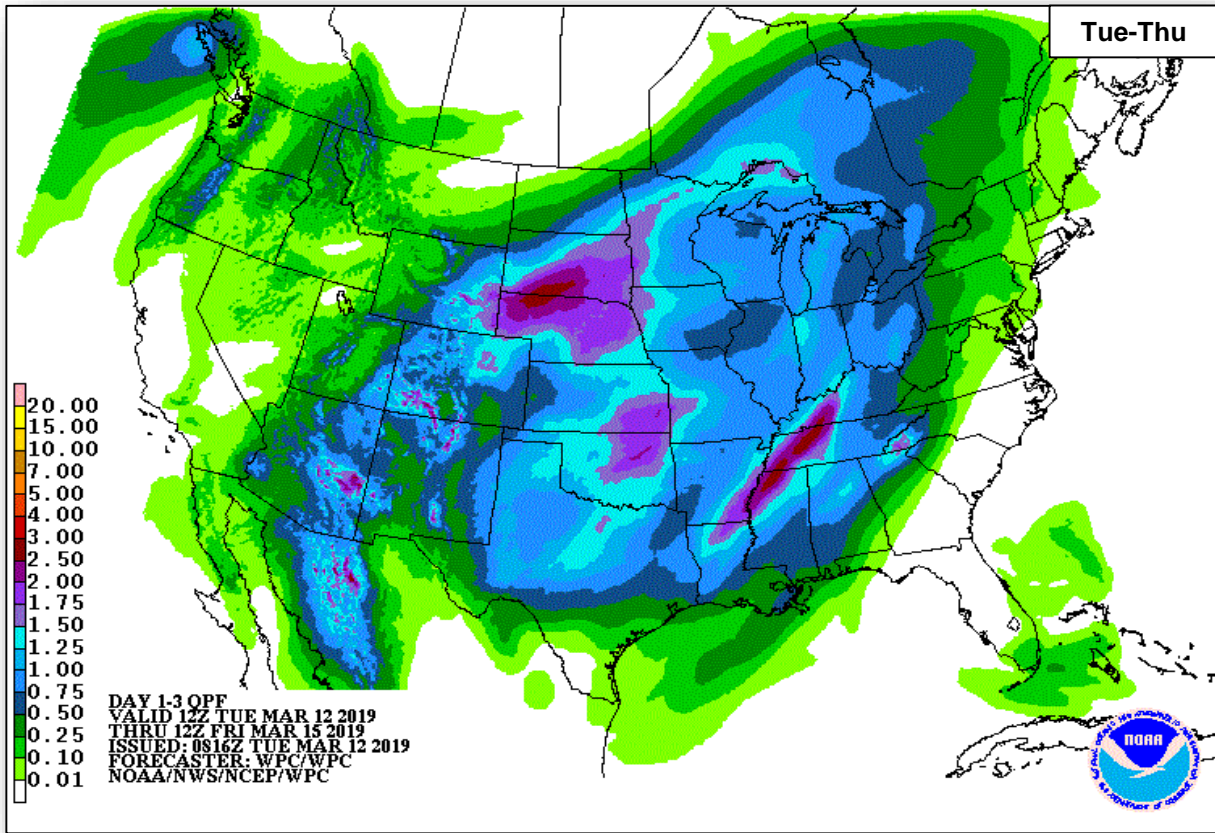 Tue-Thu
20.00
15.00
10.00
7.00
5.00
4.00
3.00
2.50
2.00
1.75
1.50
1.25
1.00
0.75
0.50
0.25
0.10
0.01
DAY 1-3 QPF
VALID 12Z TUE MAR 12 2019
THRU 12Z FRI MAR 15 2019
ISSUED: 0816Z TUE MAR 12 2019
FORECASTER: WPC/WPC
NOAA/NWS/NCEP/WPC
NOAA